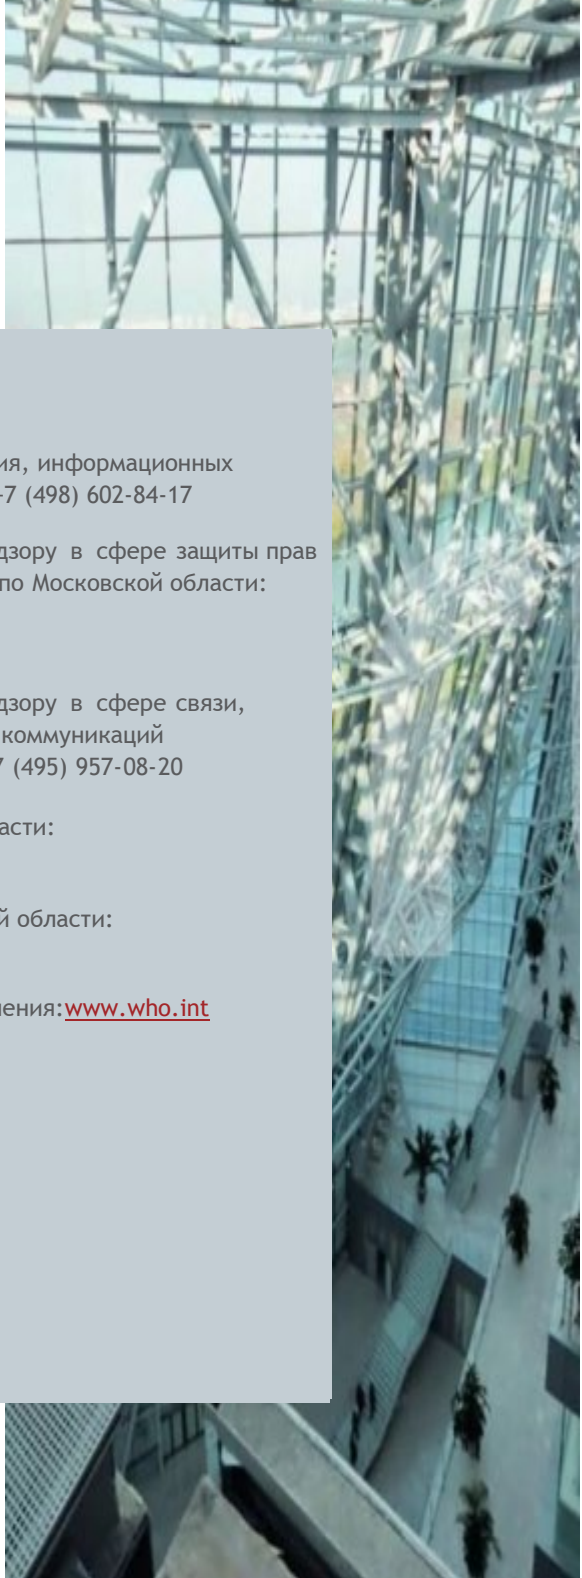 ия, информационных
-7 (498) 602-84-17
дзору в сфере защиты прав
по Московской области:
дзору в сфере связи,
коммуникаций
7 (495) 957-08-20
асти:
й области:
ения:www.who.int